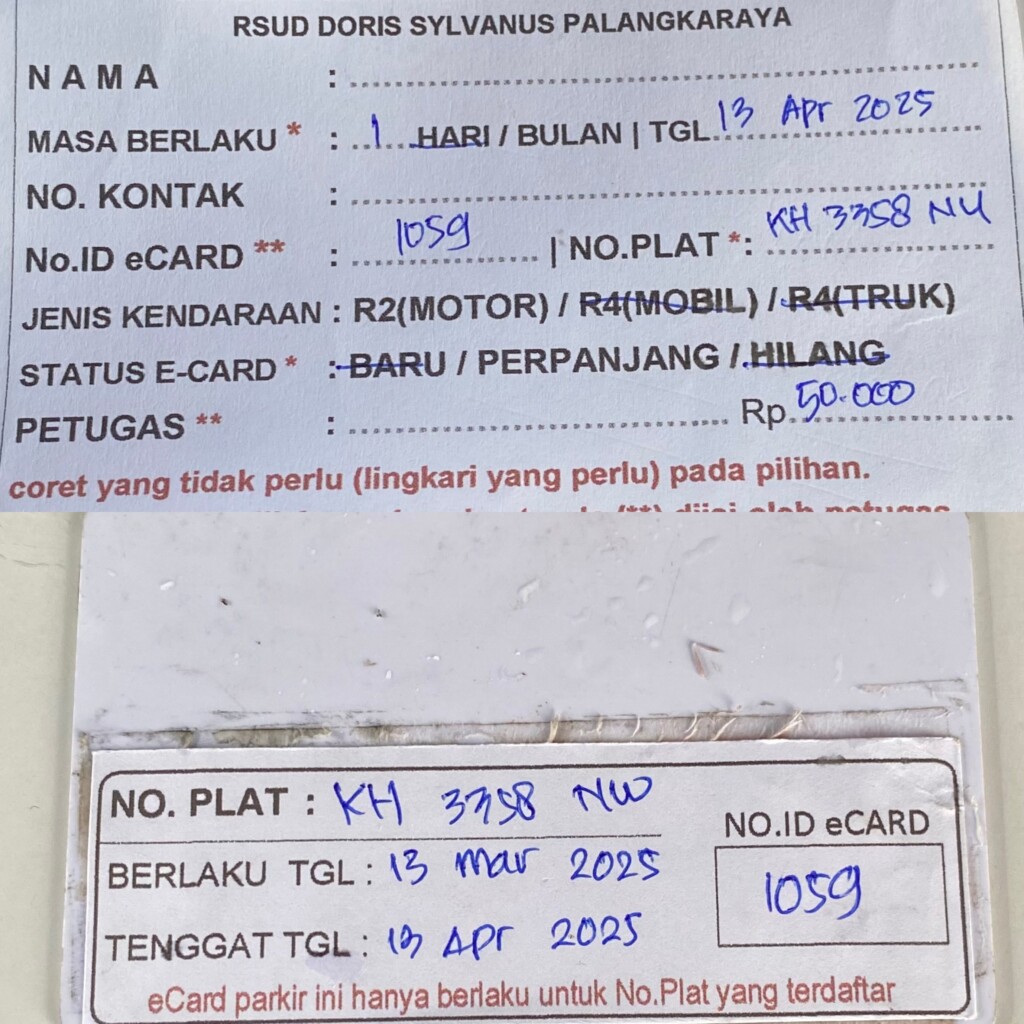 RSUD DORIS SYLVANUS PALANGKARAYA
NAMA :
MASA BERLAKU * : 1 HARI / BULAN | TGL. 13 Apr 2025
NO. KONTAK :
No.ID eCARD ** : 1059 | NO.PLAT *: KH 3358 NU
JENIS KENDARAAN : R2(MOTOR) / R4(MOBIL) / R4(TRUK)
STATUS E-CARD * : BARU / PERPANJANG / HILANG
PETUGAS ** : Rp. 50.000
coret yang tidak perlu (lingkari yang perlu) pada pilihan.
(**) diisi oleh petugas
NO. PLAT : KH 3358 NW
NO.ID eCARD
BERLAKU TGL : 13 Mar 2025
1059
TENGGAT TGL : 13 Apr 2025
eCard parkir ini hanya berlaku untuk No.Plat yang terdaftar